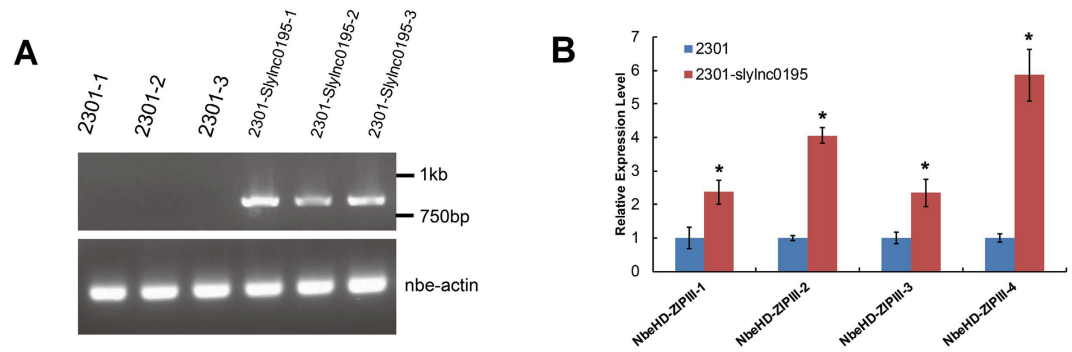 A
2301-1
2301-2
2301-3
2301-Slylnc0195-1
2301-Slylnc0195-2
2301-Slylnc0195-3
1kb
750bp
nbe-actin
B
Relative Expression Level
7
6
5
4
3
2
1
0
2301
2301-slylnc0195
*
*
*
*
NbeHD-ZIPIII-1
NbeHD-ZIPIII-2
NbeHD-ZIPIII-3
NbeHD-ZIPIII-4